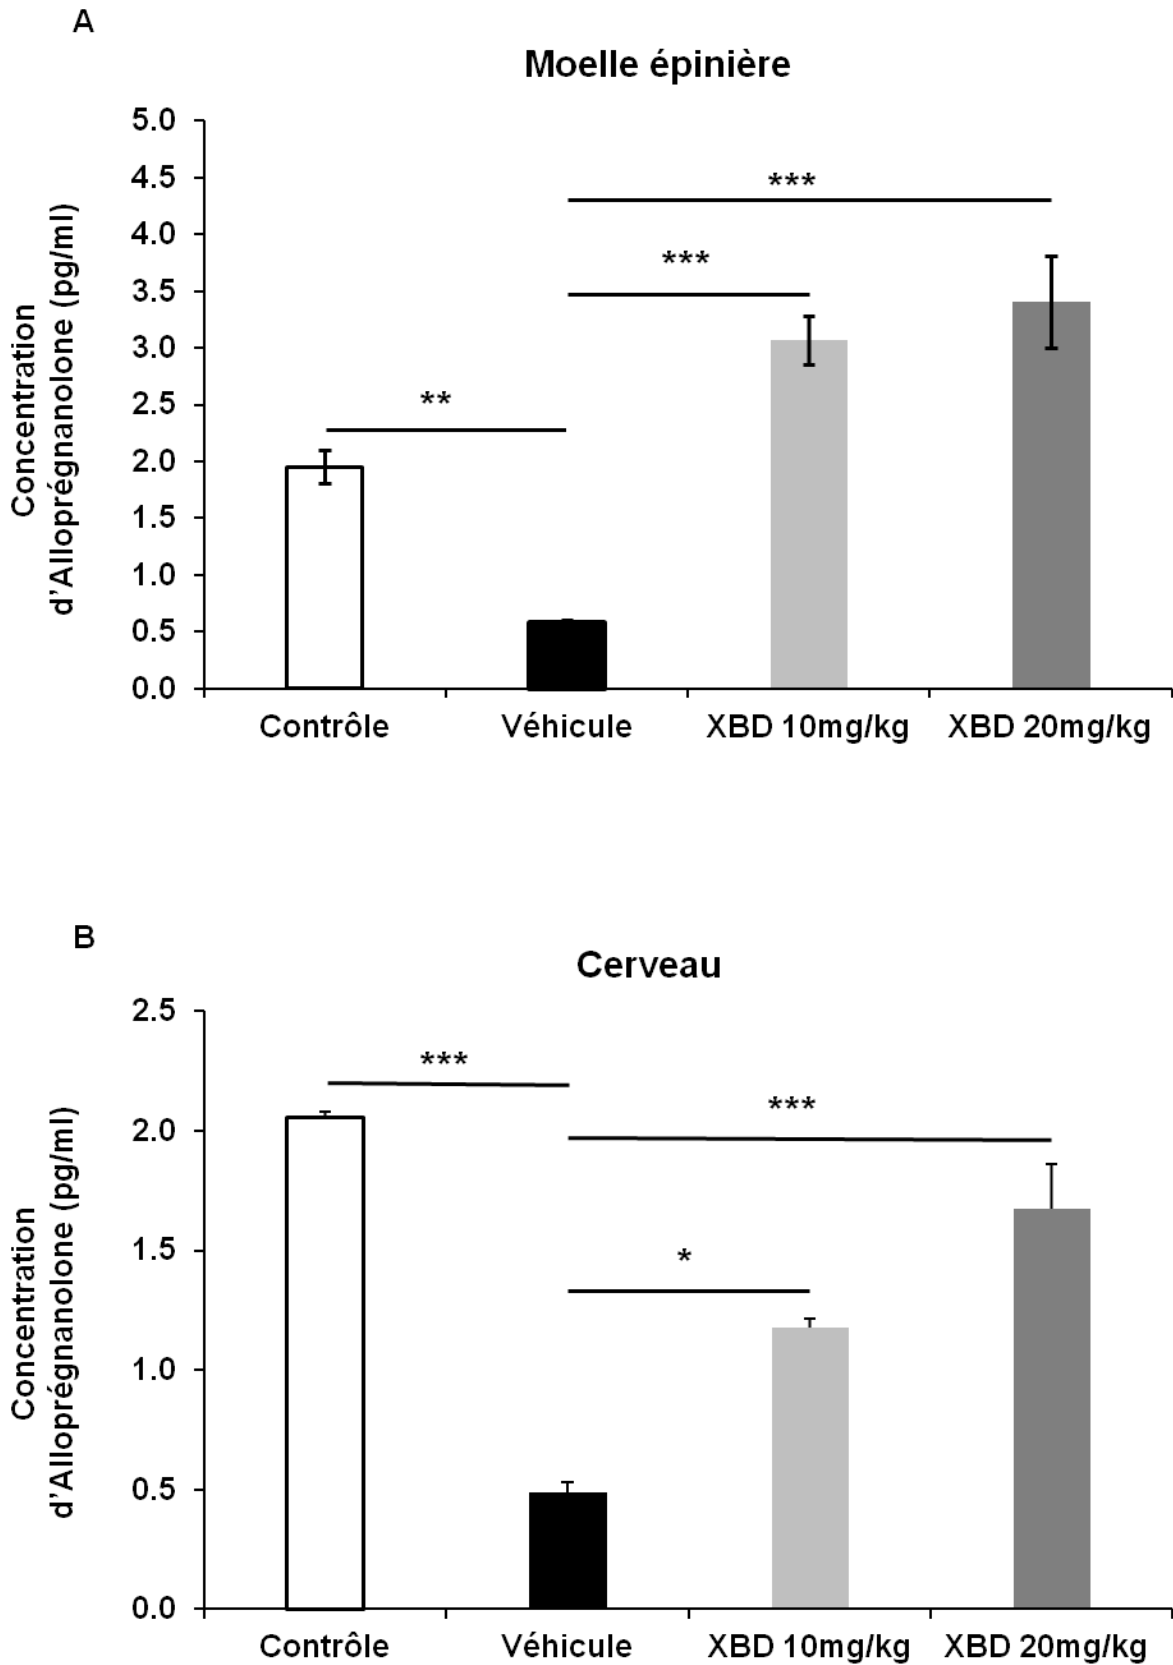 A
Moelle épinière
Concentration
d’Alloprégnanolone (pg/ml)
5.0
4.5
4.0
3.5
3.0
2.5
2.0
1.5
1.0
0.5
0.0
***
***
**
Contrôle Véhicule XBD 10mg/kg XBD 20mg/kg
B
Cerveau
Concentration
d’Alloprégnanolone (pg/ml)
2.5
2.0
1.5
1.0
0.5
0.0
***
***
*
Contrôle Véhicule XBD 10mg/kg XBD 20mg/kg